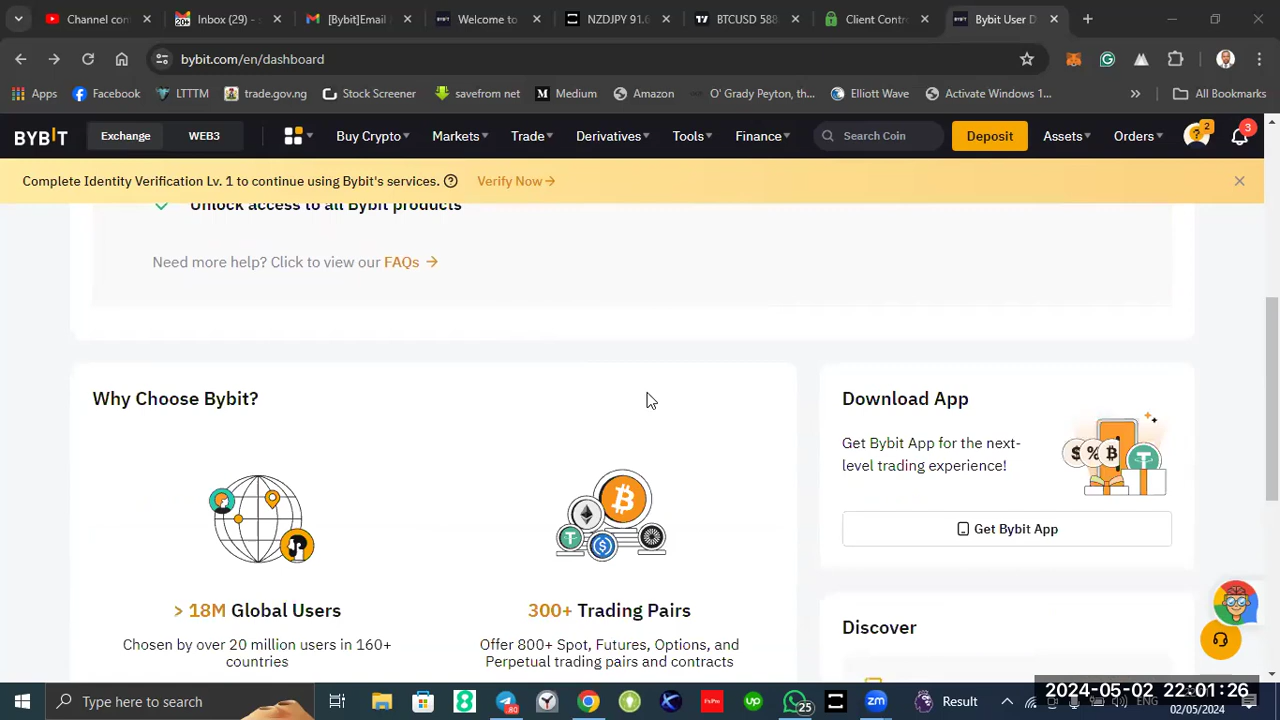 Channel con
20+
Inbox (29) -
[Bybit]Email
Welcome to
NZDJPY 91.6
BTCUSD 588
Client Contr
Bybit User D
bybit.com/en/dashboard
Apps
Facebook
LTTTM
trade.gov.ng
Stock Screener
savefrom net
Medium
Amazon
O' Grady Peyton, th...
Elliott Wave
Activate Windows 1...
All Bookmarks
BYBIT
Exchange
WEB3
Buy Crypto
Markets
Trade
Derivatives
Tools
Finance
Search Coin
Deposit
Assets
Orders
2
3
Complete Identity Verification Lv. 1 to continue using Bybit's services.
Verify Now →
Unlock access to all Bybit products
Need more help? Click to view our FAQs →
Why Choose Bybit?
Download App
Get Bybit App for the next-
level trading experience!
Get Bybit App
> 18M Global Users
300+ Trading Pairs
Chosen by over 20 million users in 160+
countries
Offer 800+ Spot, Futures, Options, and
Perpetual trading pairs and contracts
Discover
Type here to search
80
FxPro
up
25
zm
Result
ENG
2024-05-02 22:01:26
02/05/2024